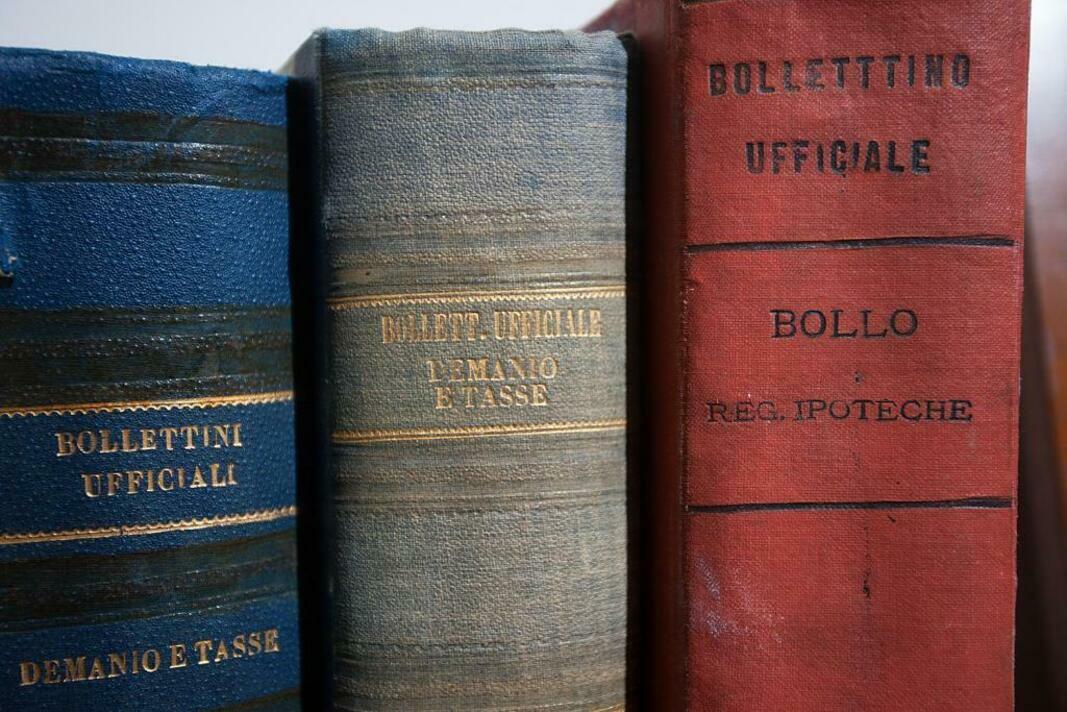 BOLLETTINI
UFFICIALI
DEMANIO E TASSE
BOLLETT. UFFICIALE
DEMANIO
E TASSE
BOLLETTTINO
UFFICIALE
BOLLO
REG. IPOTECHE